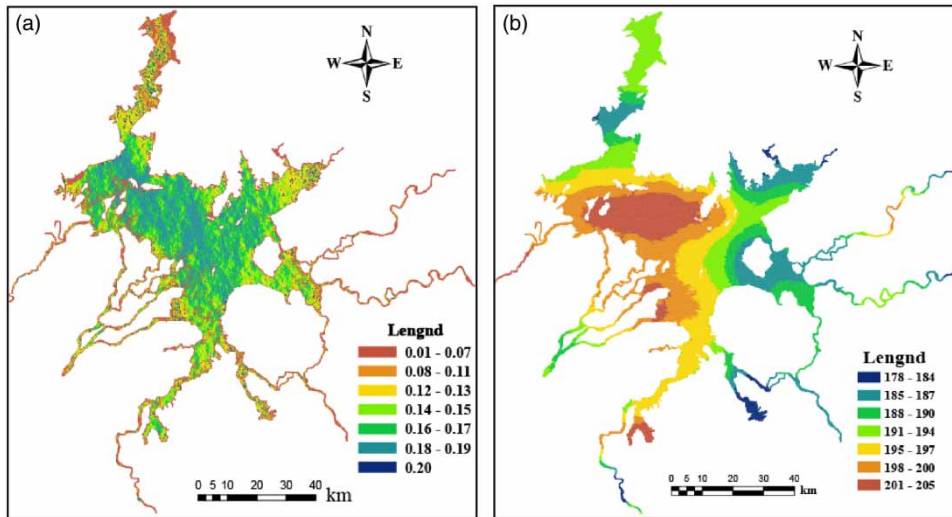 (a)
N
W E
S
Lengnd
0.01 - 0.07
0.08 - 0.11
0.12 - 0.13
0.14 - 0.15
0.16 - 0.17
0.18 - 0.19
0.20
0 5 10 20 30 40
km
(b)
N
W E
S
Lengnd
178 - 184
185 - 187
188 - 190
191 - 194
195 - 197
198 - 200
201 - 205
0 5 10 20 30 40
km